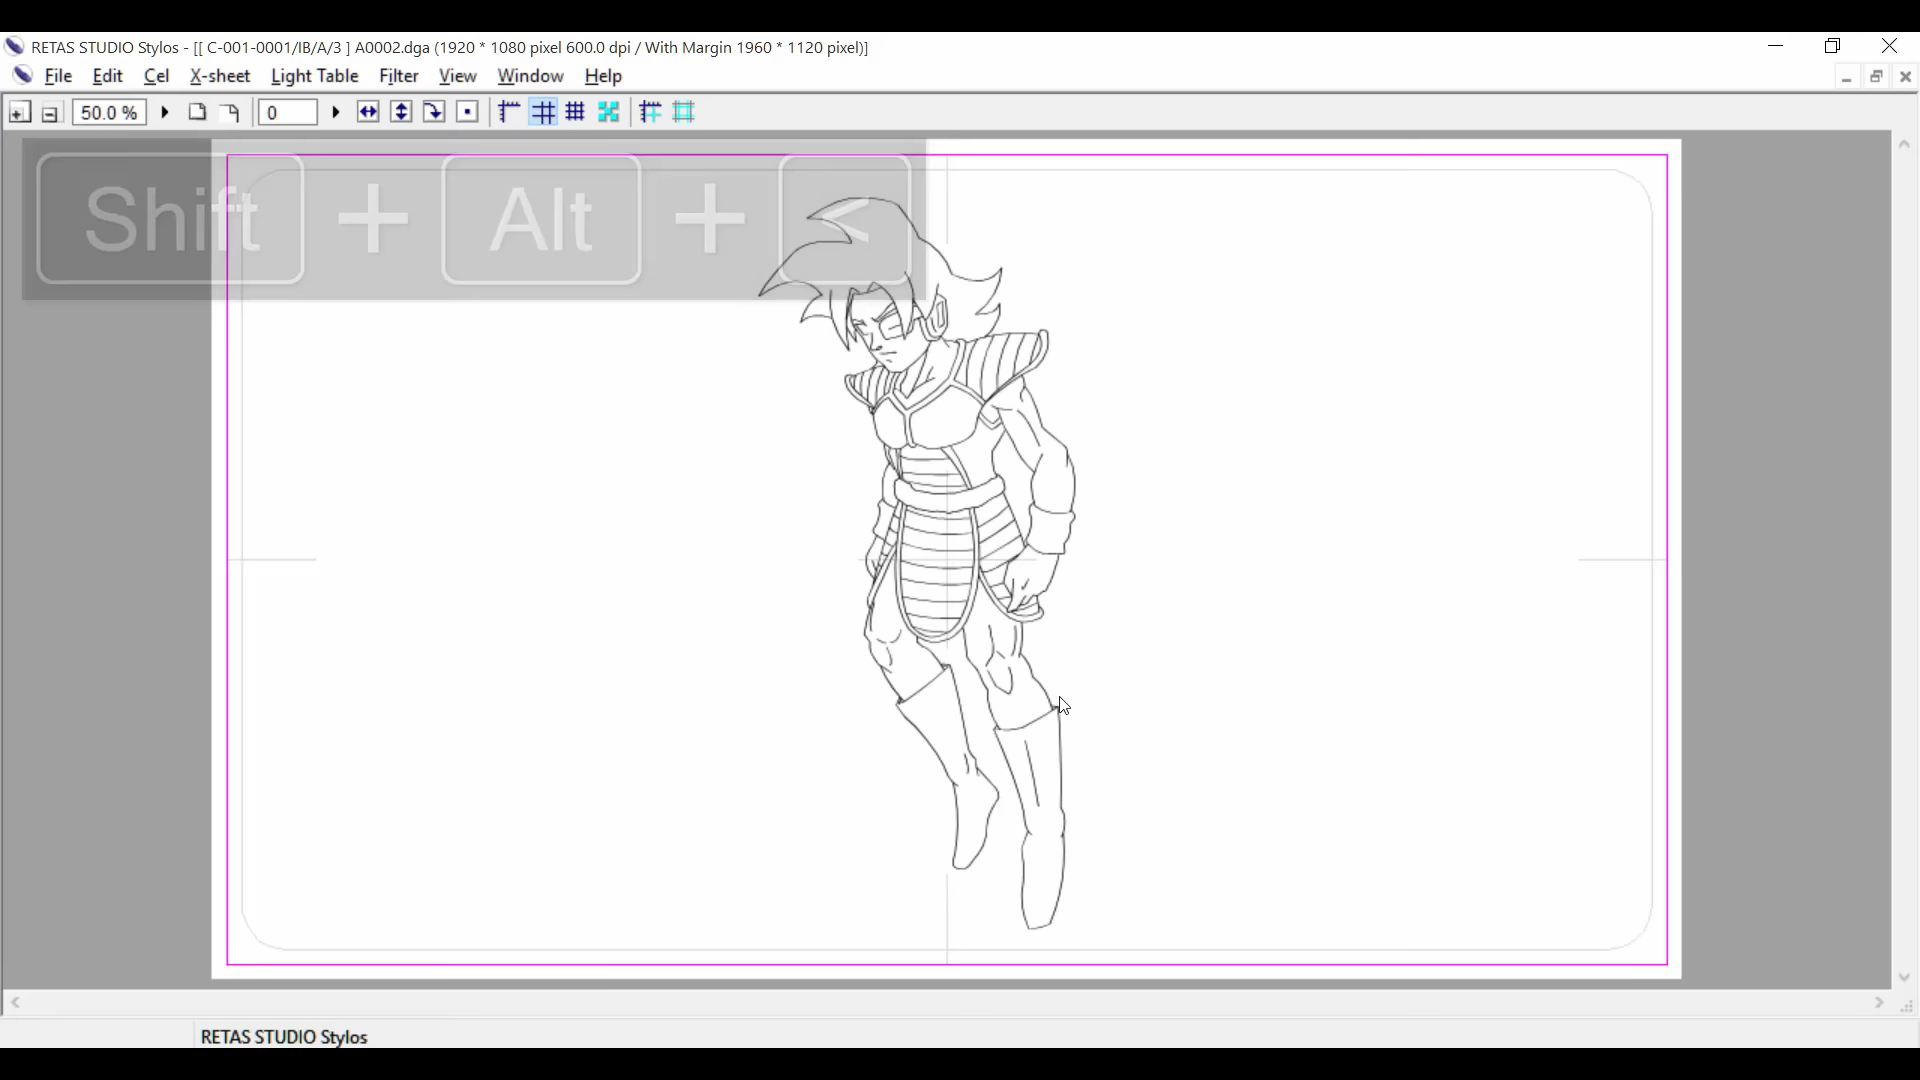 RETAS STUDIO Stylos - [[ C-001-0001/IB/A/3 ] A0002.dga (1920 * 1080 pixel 600.0 dpi / With Margin 1960 * 1120 pixel)]
File Edit Cel X-sheet Light Table Filter View Window Help
50.0 % 0
Shift + Alt + <
RETAS STUDIO Stylos